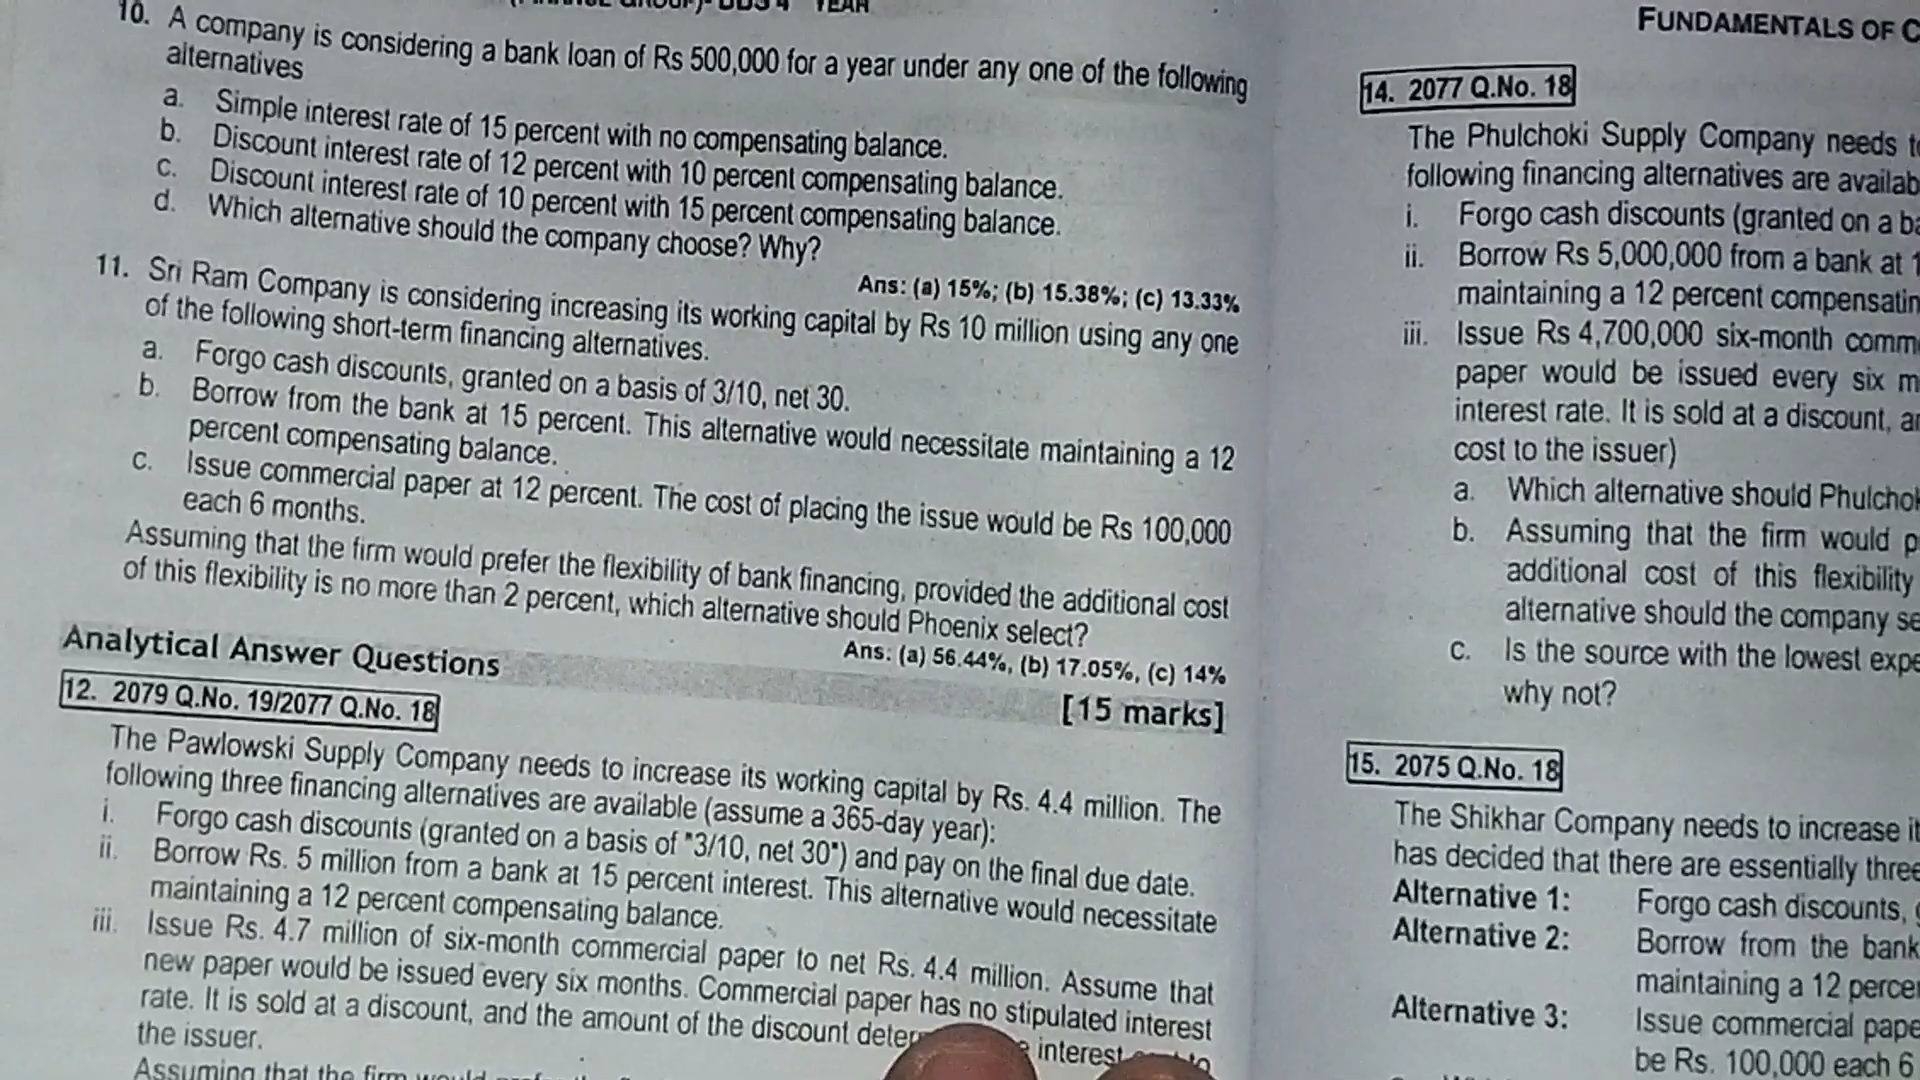 YEAR
10. A company is considering a bank loan of Rs 500,000 for a year under any one of the following
alternatives
a. Simple interest rate of 15 percent with no compensating balance.
b. Discount interest rate of 12 percent with 10 percent compensating balance.
c. Discount interest rate of 10 percent with 15 percent compensating balance.
d. Which alternative should the company choose? Why?
Ans: (a) 15%; (b) 15.38%; (c) 13.33%
11. Sri Ram Company is considering increasing its working capital by Rs 10 million using any one
of the following short-term financing alternatives.
a. Forgo cash discounts, granted on a basis of 3/10, net 30.
b. Borrow from the bank at 15 percent. This alternative would necessitate maintaining a 12
percent compensating balance.
c. Issue commercial paper at 12 percent. The cost of placing the issue would be Rs 100,000
each 6 months.
Assuming that the firm would prefer the flexibility of bank financing, provided the additional cost
of this flexibility is no more than 2 percent, which alternative should Phoenix select?
Ans: (a) 56.44%, (b) 17.05%, (c) 14%
Analytical Answer Questions
[15 marks]
12. 2079 Q.No. 19/2077 Q.No. 18
The Pawlowski Supply Company needs to increase its working capital by Rs. 4.4 million. The
following three financing alternatives are available (assume a 365-day year):
i. Forgo cash discounts (granted on a basis of "3/10, net 30") and pay on the final due date.
ii. Borrow Rs. 5 million from a bank at 15 percent interest. This alternative would necessitate
maintaining a 12 percent compensating balance.
iii. Issue Rs. 4.7 million of six-month commercial paper to net Rs. 4.4 million. Assume that
new paper would be issued every six months. Commercial paper has no stipulated interest
rate. It is sold at a discount, and the amount of the discount interest
the issuer.
Assuming that the firm would
FUNDAMENTALS OF C
14. 2077 Q.No. 18
The Phulchoki Supply Company needs t
following financing alternatives are availab
i. Forgo cash discounts (granted on a ba
ii. Borrow Rs 5,000,000 from a bank at 1
maintaining a 12 percent compensatin
iii. Issue Rs 4,700,000 six-month comm
paper would be issued every six m
interest rate. It is sold at a discount, a
cost to the issuer)
a. Which alternative should Phulchok
b. Assuming that the firm would p
additional cost of this flexibility
alternative should the company se
c. Is the source with the lowest expe
why not?
15. 2075 Q.No. 18
The Shikhar Company needs to increase it
has decided that there are essentially three
Alternative 1: Forgo cash discounts,
Alternative 2: Borrow from the bank
maintaining a 12 perce
Alternative 3: Issue commercial pape
be Rs. 100,000 each 6